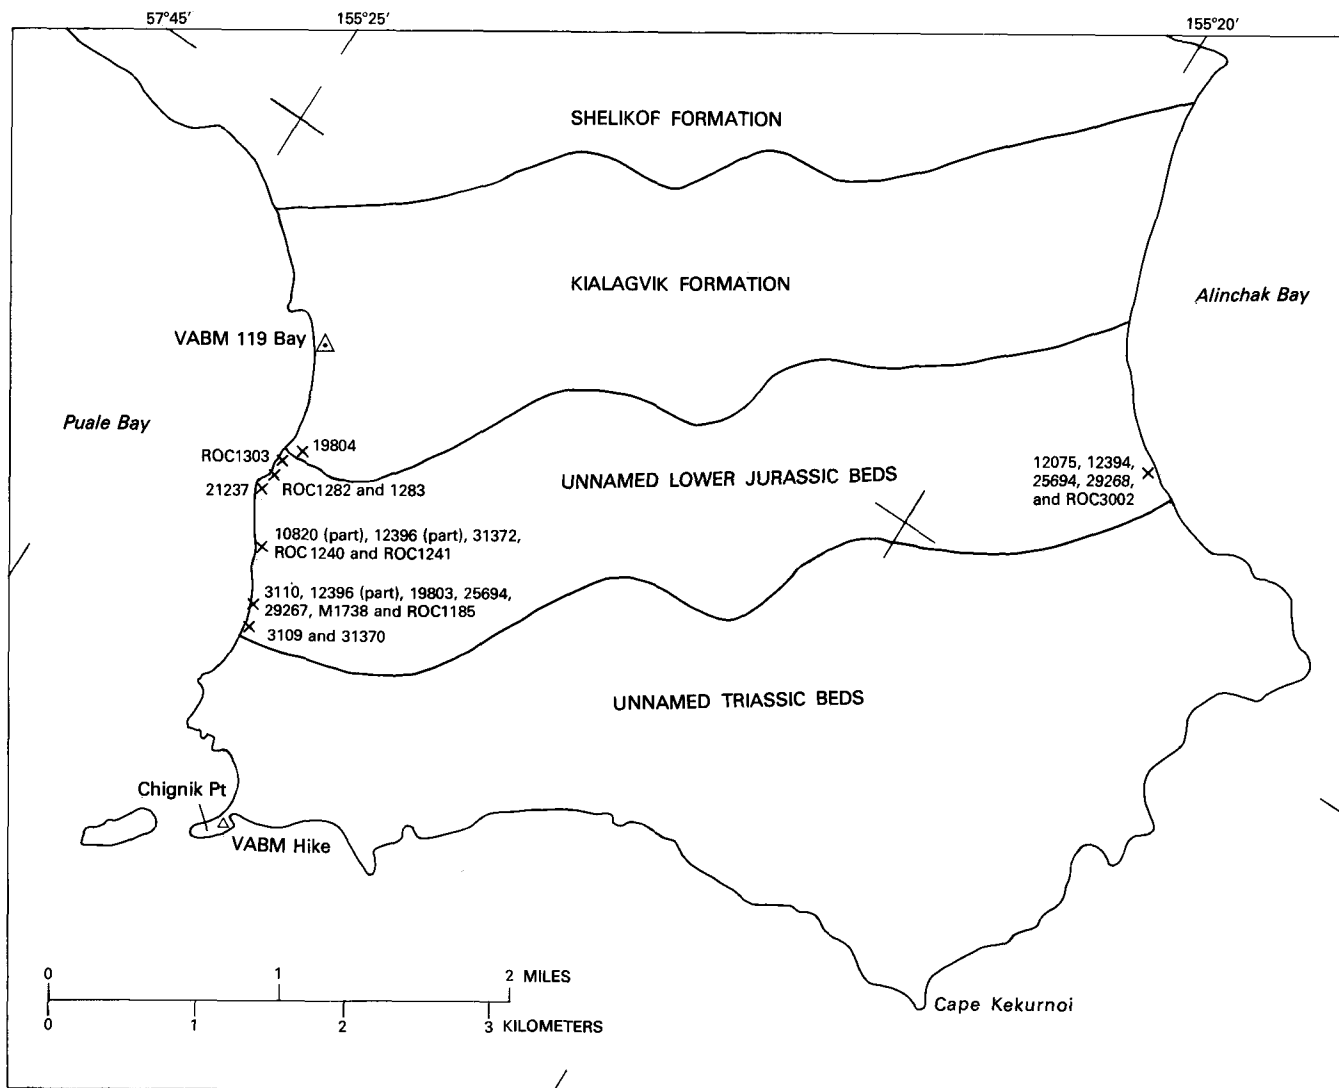 57°45′
155°25′
155°20′
SHELIKOF FORMATION
KIALAGVIK FORMATION
Alinchak Bay
VABM 119 Bay
Puale Bay
19804
ROC1303
ROC1282 and 1283
21237
UNNAMED LOWER JURASSIC BEDS
12075, 12394,
25694, 29268,
and ROC3002
10820 (part), 12396 (part), 31372,
ROC1240 and ROC1241
3110, 12396 (part), 19803, 25694,
29267, M1738 and ROC1185
3109 and 31370
UNNAMED TRIASSIC BEDS
Chignik Pt
VABM Hike
0 1 2 MILES
0 1 2 3 KILOMETERS
Cape Kekurnoi